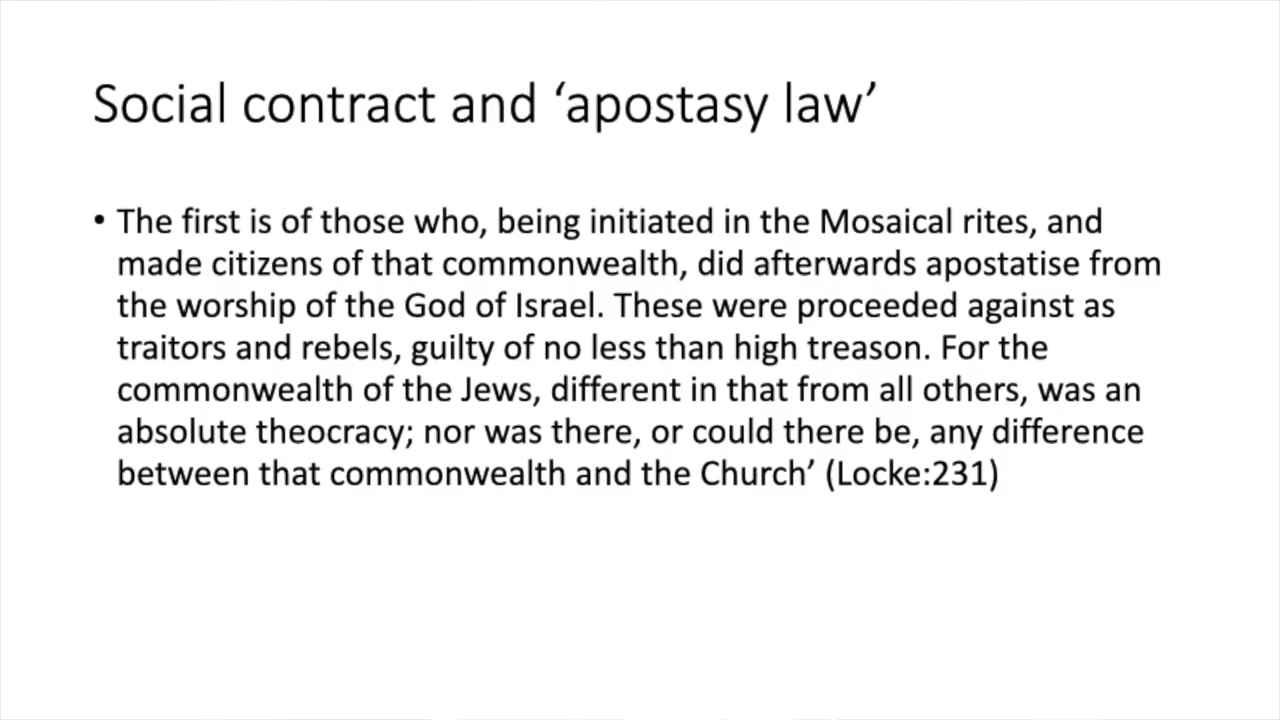 Social contract and ‘apostasy law’
• The first is of those who, being initiated in the Mosaical rites, and
made citizens of that commonwealth, did afterwards apostatise from
the worship of the God of Israel. These were proceeded against as
traitors and rebels, guilty of no less than high treason. For the
commonwealth of the Jews, different in that from all others, was an
absolute theocracy; nor was there, or could there be, any difference
between that commonwealth and the Church’ (Locke:231)